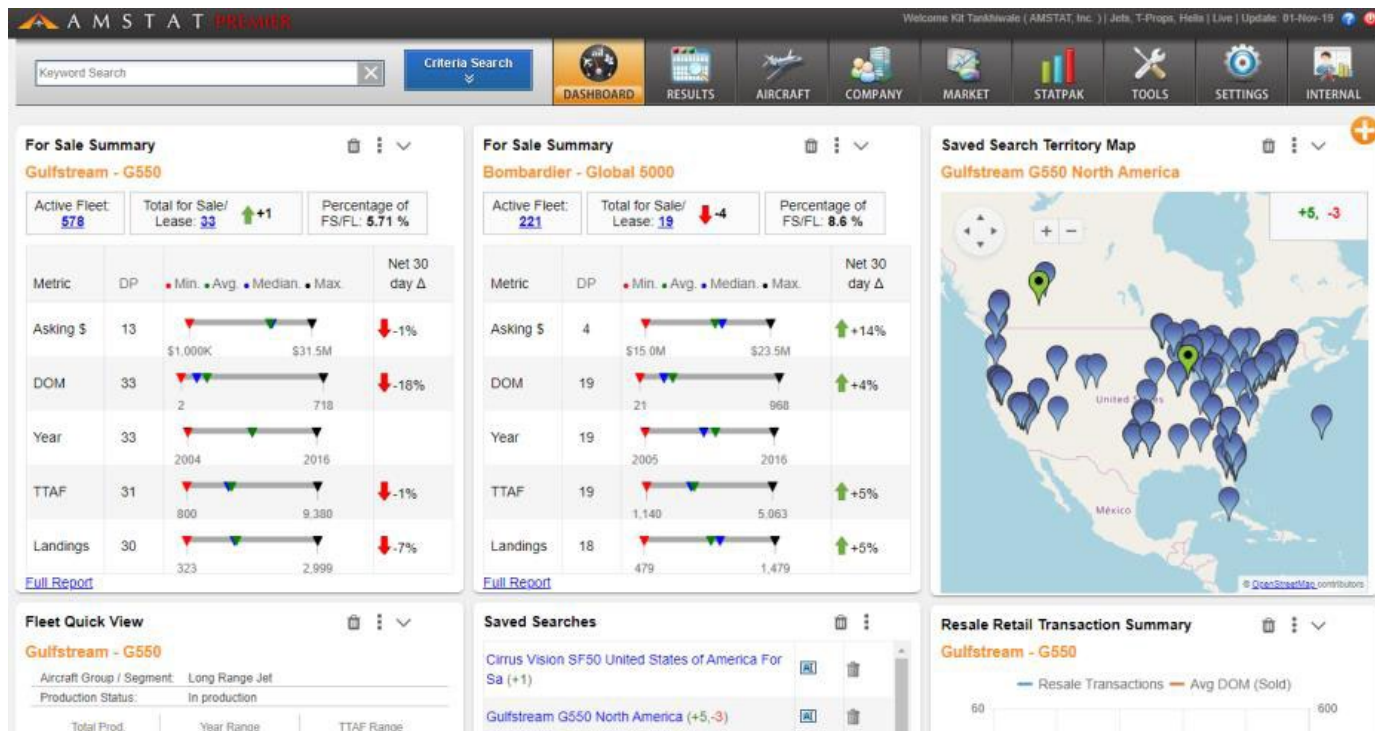 AMSTAT PREMIER
Welcome Kit Tankhiwale ( AMSTAT, Inc. ) | Jets, T-Props, Helis | Live | Update: 01-Nov-19
Keyword Search
Criteria Search
DASHBOARD
RESULTS
AIRCRAFT
COMPANY
MARKET
STATPAK
TOOLS
SETTINGS
INTERNAL
For Sale Summary
Gulfstream - G550
Active Fleet: 578
Total for Sale/ Lease: 33 +1
Percentage of FS/FL: 5.71 %
Metric DP Min. Avg. Median. Max. Net 30 day Δ
Asking $ 13 $1,000K $31.5M -1%
DOM 33 2 718 -18%
Year 33 2004 2016
TTAF 31 800 9,380 -1%
Landings 30 323 2,999 -7%
Full Report
For Sale Summary
Bombardier - Global 5000
Active Fleet: 221
Total for Sale/ Lease: 19 -4
Percentage of FS/FL: 8.6 %
Metric DP Min. Avg. Median. Max. Net 30 day Δ
Asking $ 4 $15.0M $23.5M +14%
DOM 19 21 968 +4%
Year 19 2005 2016
TTAF 19 1,140 5,063 +5%
Landings 18 479 1,479 +5%
Full Report
Saved Search Territory Map
Gulfstream G550 North America
+5, -3
México
© OpenStreetMap contributors
Fleet Quick View
Gulfstream - G550
Aircraft Group / Segment: Long Range Jet
Production Status: In production
Total Prod. Year Range TTAF Range
Saved Searches
Cirrus Vision SF50 United States of America For
Sa (+1)
Gulfstream G550 North America (+5,-3)
Resale Retail Transaction Summary
Gulfstream - G550
Resale Transactions Avg DOM (Sold)
60 600